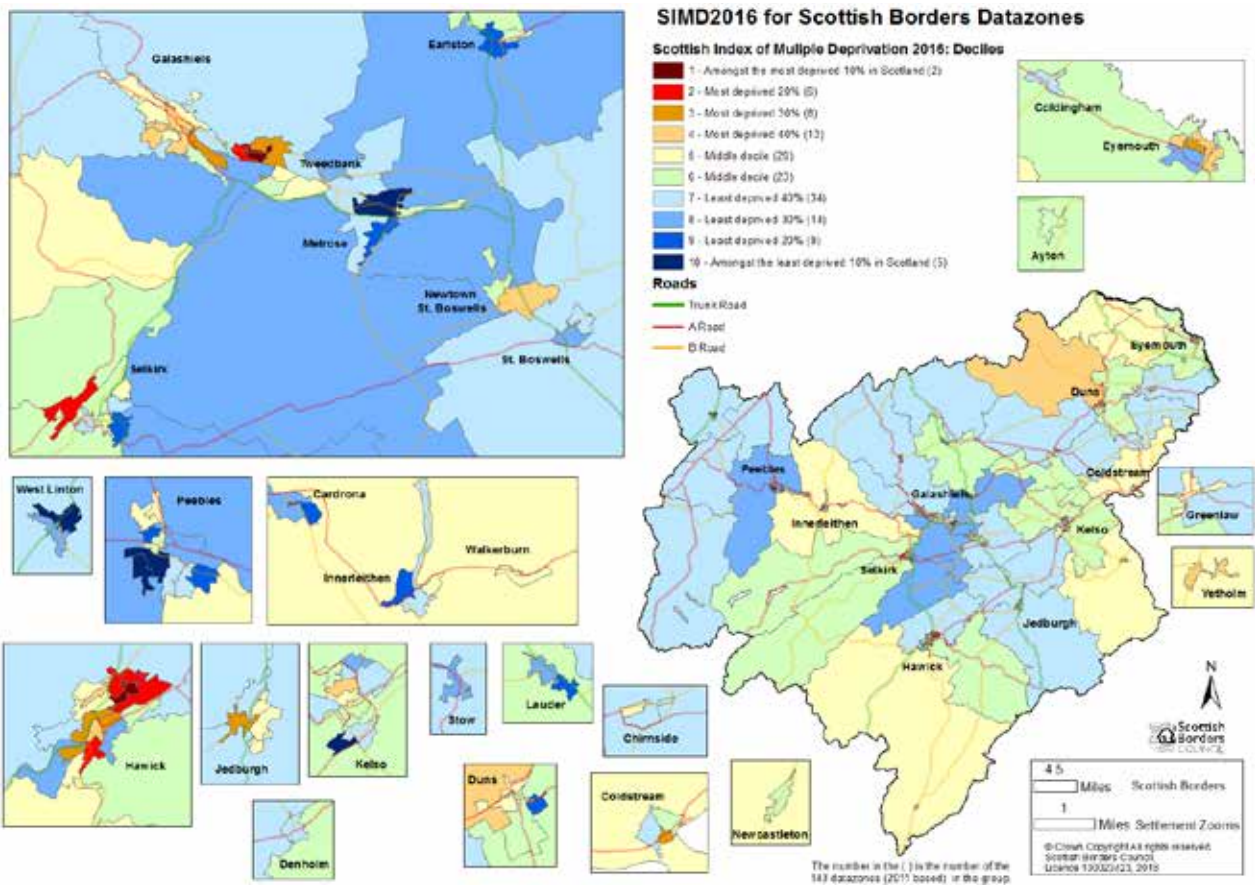 SIMD2016 for Scottish Borders Datazones
Scottish Index of Muliple Deprivation 2016: Deciles
1 - Amongst the most deprived 10% in Scotland (2)
2 - Most deprived 20%
3 - Most deprived 30%
4 - Most deprived 40% (13)
5 - Middle decile
6 - Middle decile (23)
7 - Least deprived 40% (34)
8 - Least deprived 30% (14)
9 - Least deprived 20% (9)
10 - Amongst the least deprived 10% in Scotland (5)
Roads
Trunk Road
A Road
B Road
Galashiels
Earlston
Tweedbank
Melrose
Newtown
St. Boswells
St. Boswells
Selkirk
Coldingham
Eyemouth
Ayton
West Linton
Peebles
Cardrona
Walkerburn
Innerleithen
Eyemouth
Duns
Coldstream
Peebles
Galashiels
Innerleithen
Kelso
Selkirk
Jedburgh
Hawick
Greenlaw
Yetholm
Hawick
Jedburgh
Kelso
Stow
Lauder
Chirnside
Denholm
Duns
Coldstream
Newcastleton
N
Scottish
Borders
COUNCIL
4.5
Miles Scottish Borders
1
Miles Settlement Zooms
© Crown Copyright All rights reserved.
Scottish Borders Council
Licence 2016
The number in the ( ) is the number of the
143 datazones (2011 based) in the group.